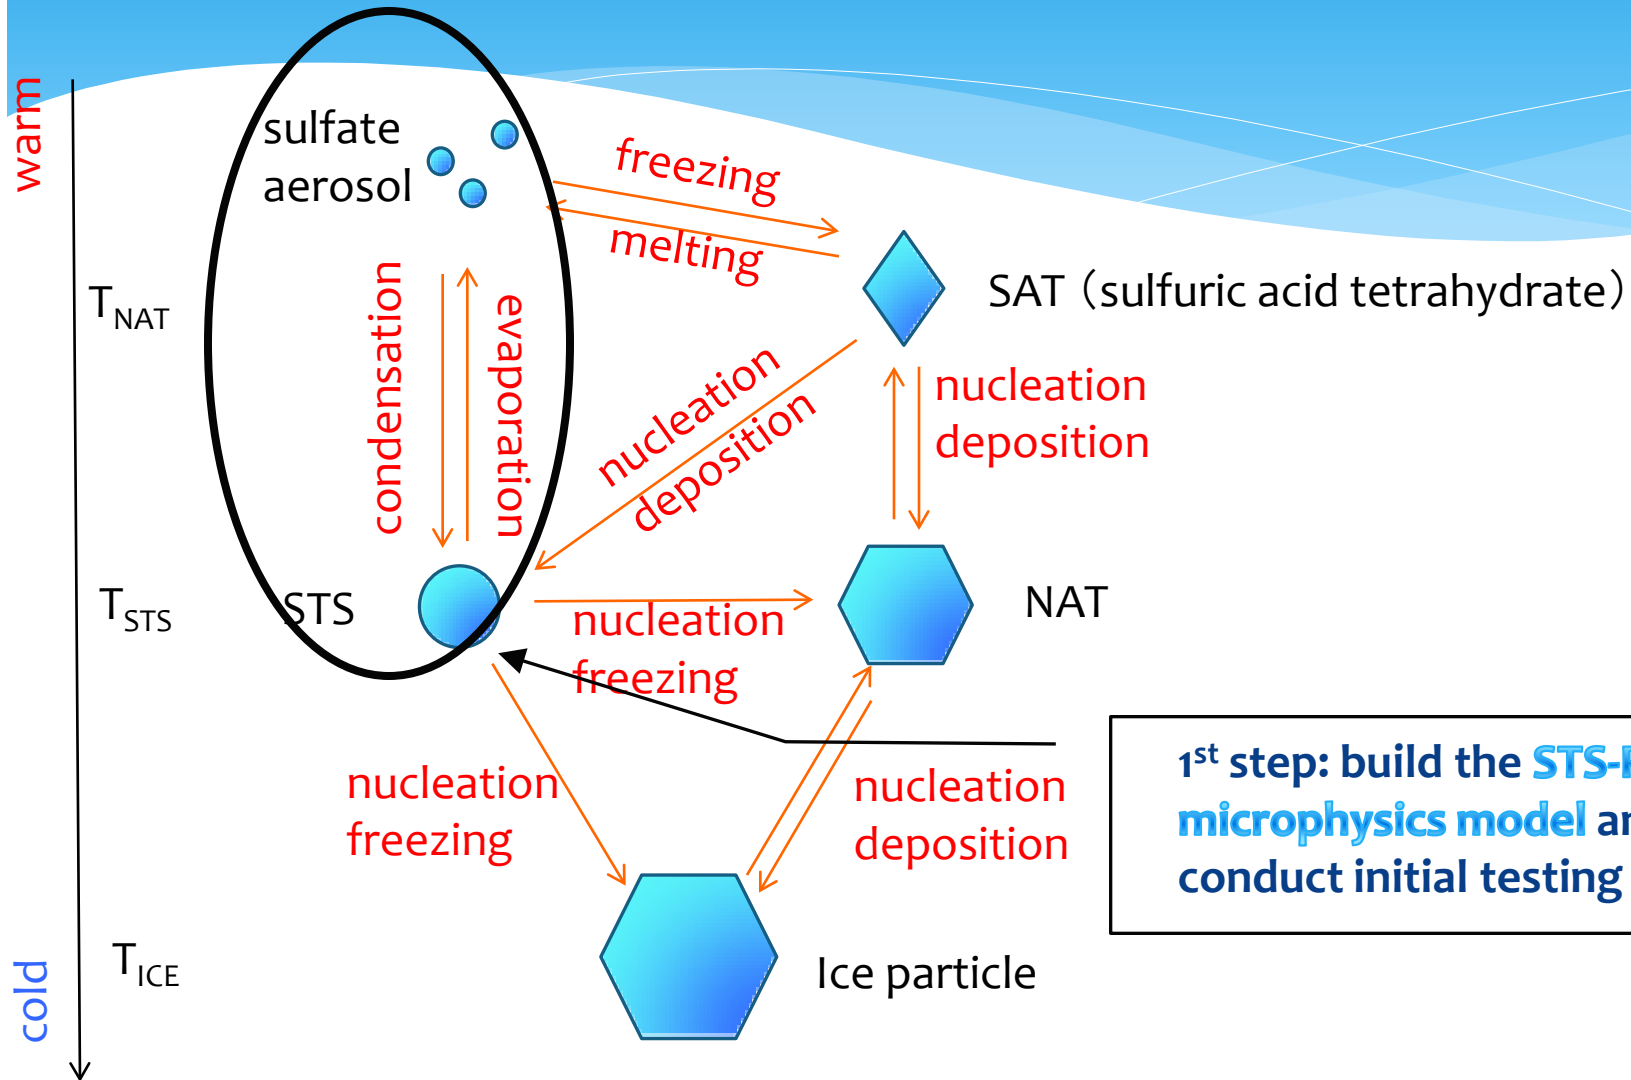 warm
sulfate
aerosol
freezing
melting
T_NAT
SAT（sulfuric acid tetrahydrate）
condensation
evaporation
nucleation
deposition
nucleation
deposition
T_STS
STS
nucleation
freezing
NAT
nucleation
freezing
nucleation
deposition
1st step: build the
microphysics model
conduct initial testing
cold
T_ICE
Ice particle